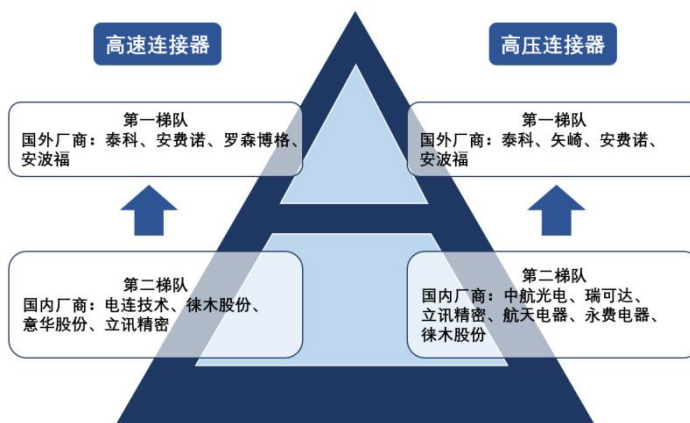 高速连接器
高压连接器
第一梯队
国外厂商：泰科、安费诺、罗森博格、
安波福
第一梯队
国外厂商：泰科、矢崎、安费诺、
安波福
第二梯队
国内厂商：电连技术、徕木股份、
意华股份、立讯精密
第二梯队
国内厂商：中航光电、瑞可达、
立讯精密、航天电器、永费电器、
徕木股份